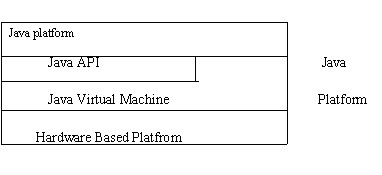 Java platform
Java API Java
Java Virtual Machine Platform
Hardware Based Platfrom